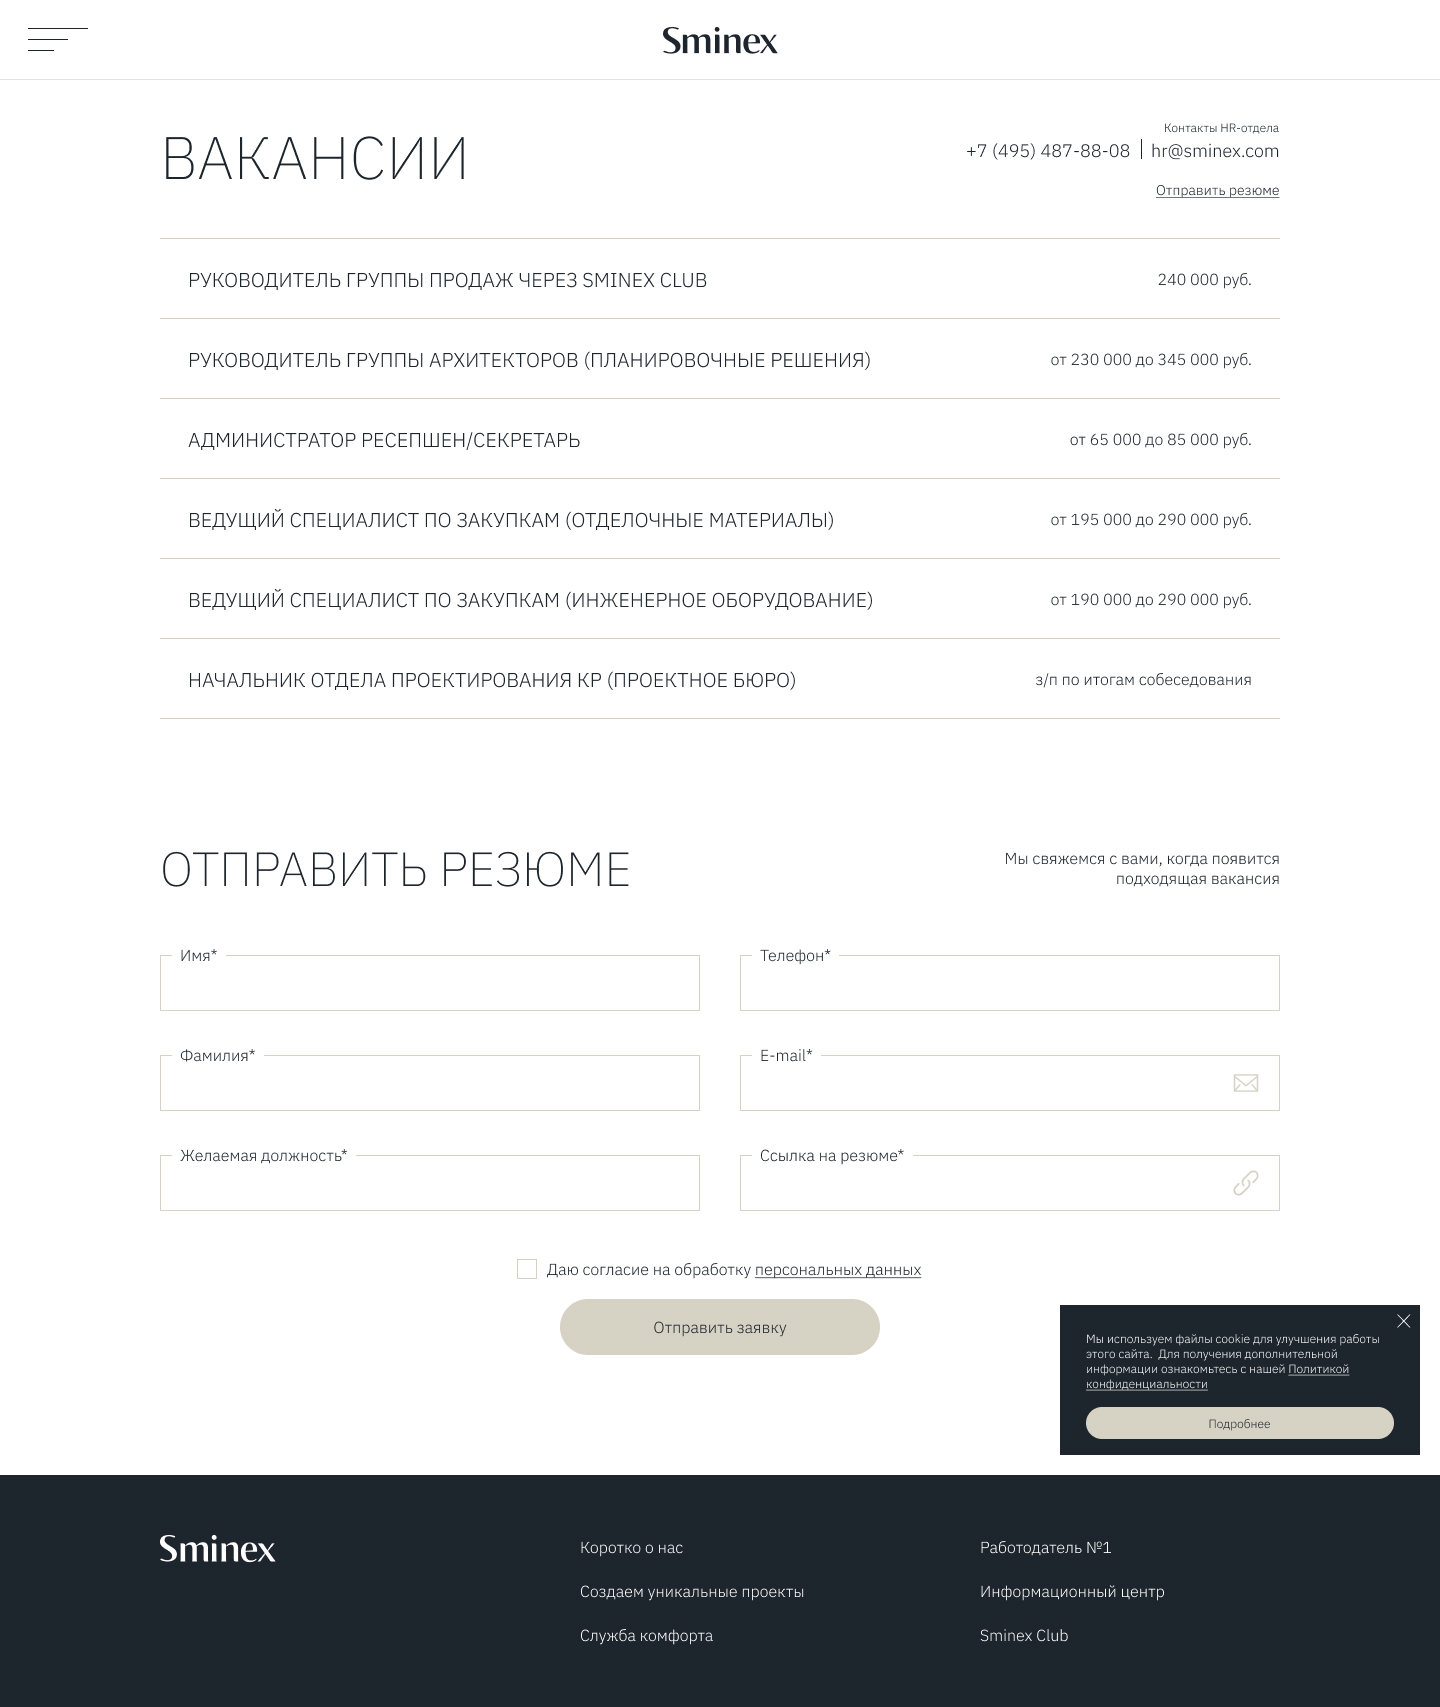 Sminex
ВАКАНСИИ
Контакты HR-отдела
+7 (495) 487-88-08 | hr@sminex.com
Отправить резюме
РУКОВОДИТЕЛЬ ГРУППЫ ПРОДАЖ ЧЕРЕЗ SMINEX CLUB 240 000 руб.
РУКОВОДИТЕЛЬ ГРУППЫ АРХИТЕКТОРОВ (ПЛАНИРОВОЧНЫЕ РЕШЕНИЯ) от 230 000 до 345 000 руб.
АДМИНИСТРАТОР РЕСЕПШЕН/СЕКРЕТАРЬ от 65 000 до 85 000 руб.
ВЕДУЩИЙ СПЕЦИАЛИСТ ПО ЗАКУПКАМ (ОТДЕЛОЧНЫЕ МАТЕРИАЛЫ) от 195 000 до 290 000 руб.
ВЕДУЩИЙ СПЕЦИАЛИСТ ПО ЗАКУПКАМ (ИНЖЕНЕРНОЕ ОБОРУДОВАНИЕ) от 190 000 до 290 000 руб.
НАЧАЛЬНИК ОТДЕЛА ПРОЕКТИРОВАНИЯ КР (ПРОЕКТНОЕ БЮРО) з/п по итогам собеседования
ОТПРАВИТЬ РЕЗЮМЕ
Мы свяжемся с вами, когда появится
подходящая вакансия
Имя* Телефон*
Фамилия* E-mail*
Желаемая должность* Ссылка на резюме*
Даю согласие на обработку персональных данных
Отправить заявку
Мы используем файлы cookie для улучшения работы
этого сайта. Для получения дополнительной
информации ознакомьтесь с нашей Политикой
конфиденциальности
Подробнее
Sminex
Коротко о нас
Создаем уникальные проекты
Служба комфорта
Работодатель №1
Информационный центр
Sminex Club